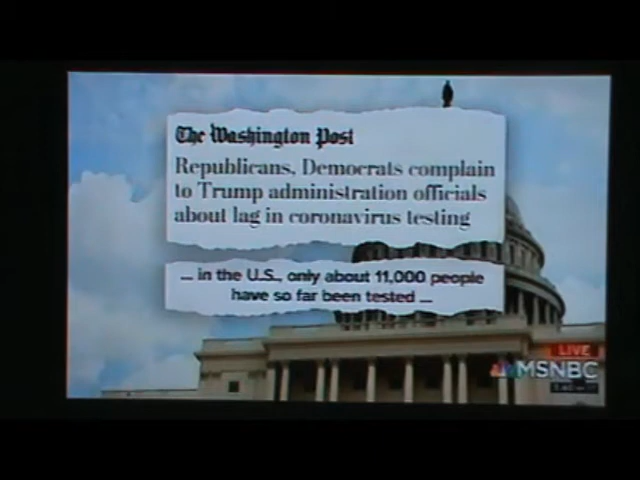 The Washington Post
Republicans, Democrats complain
to Trump administration officials
about lag in coronavirus testing
... in the U.S., only about 11,000 people
have so far been tested ...
LIVE
MSNBC